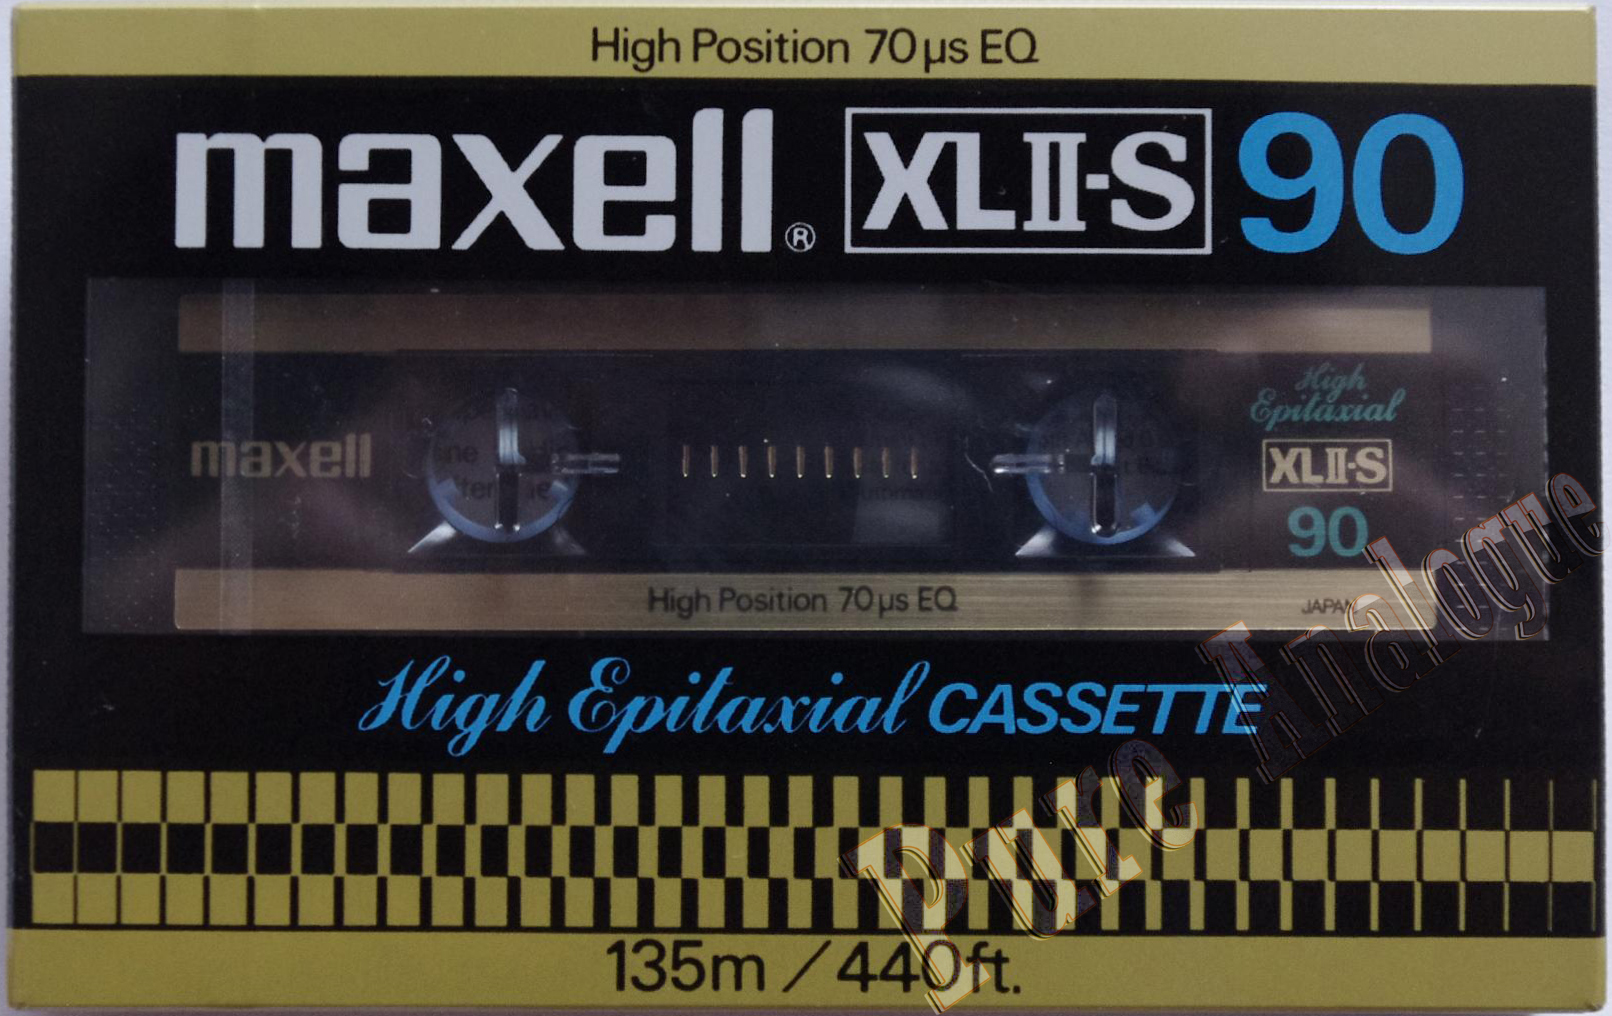 High Position 70µs EQ
maxell® XLII-S 90
High
Epitaxial
maxell
XLII-S
90
High Position 70µs EQ
JAPAN
High Epitaxial CASSETTE
135m/440ft.
Pure Analogue